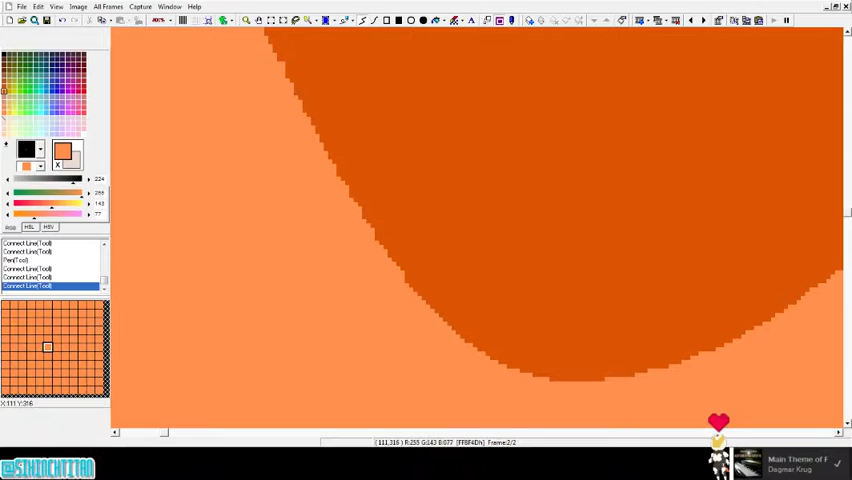 File Edit View Image All Frames Capture Window Help
224
255
143
77
RGB HSL HSV
Connect Line(Tool)
Connect Line(Tool)
Pen(Tool)
Connect Line(Tool)
Connect Line(Tool)
Connect Line(Tool)
X:111 Y:316
(111,316) R:255 G:143 B:077 [FF8F4Dh] Frame:2/2
Main Theme of F
Dagmar Krug